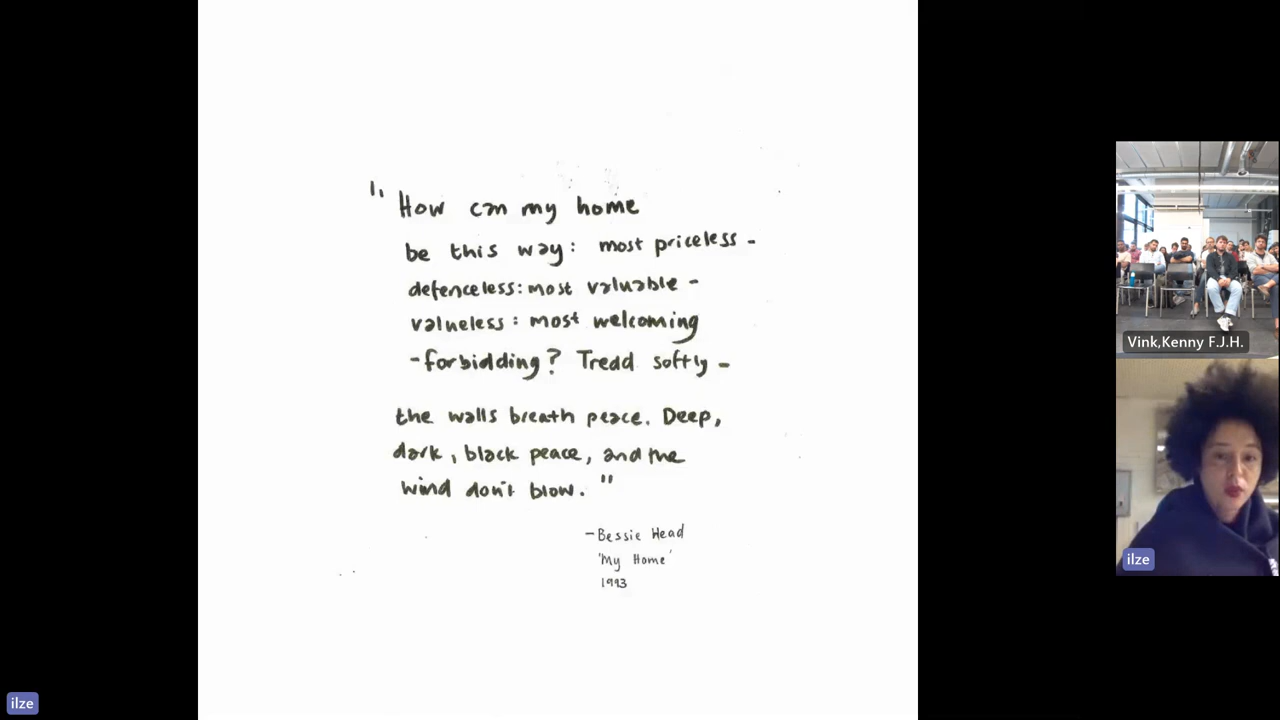 "How can my home
be this way: most priceless -
defenceless: most valuable -
valueless: most welcoming
-forbidding? Tread softly -
the walls breath peace. Deep,
dark, black peace, and the
wind don't blow."
-Bessie Head
'My Home'
1993
Vink,Kenny F.J.H.
ilze
ilze